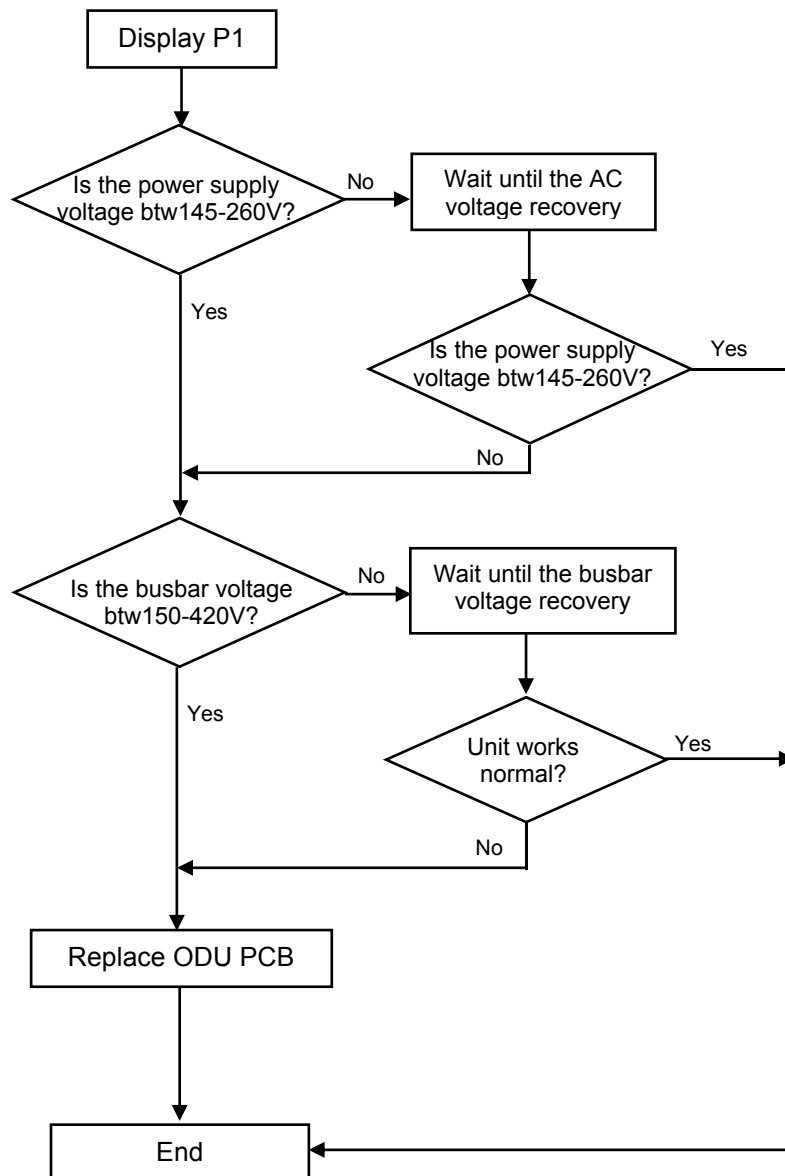 Display P1
Is the power supply
voltage btw145-260V?
No
Wait until the AC
voltage recovery
Yes
Is the power supply
voltage btw145-260V?
Yes
No
Is the busbar voltage
btw150-420V?
No
Wait until the busbar
voltage recovery
Yes
Unit works
normal?
Yes
No
Replace ODU PCB
End